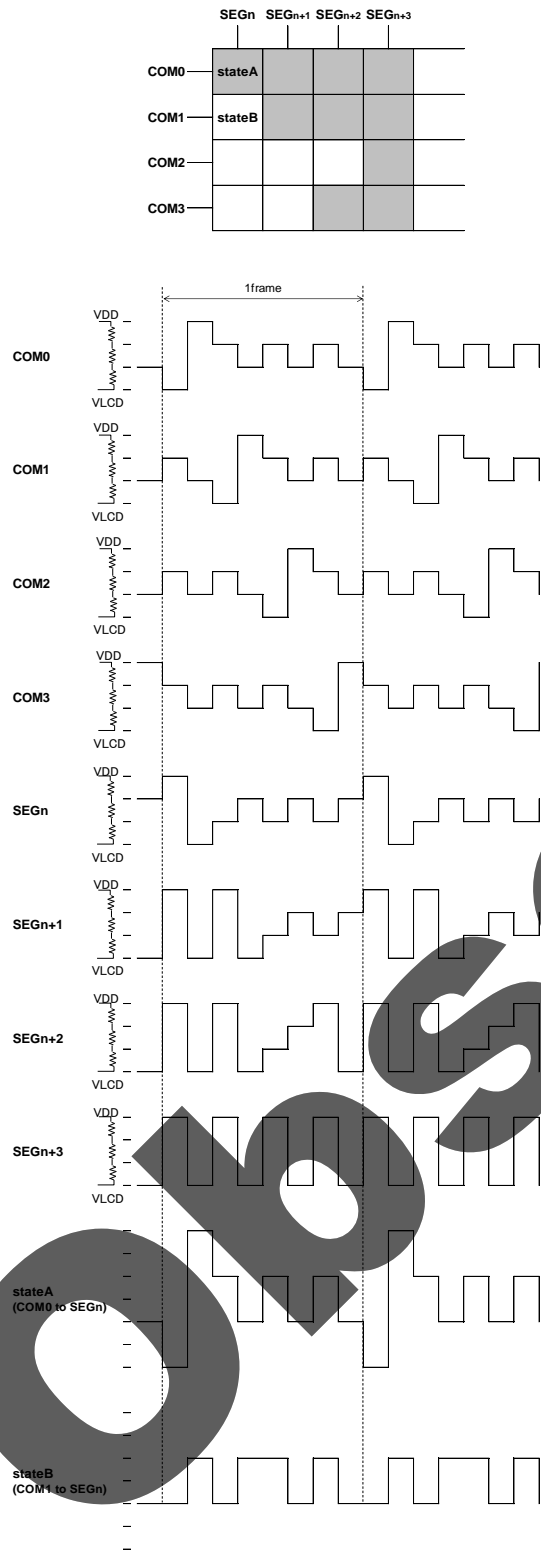 SEGn SEGn+1 SEGn+2 SEGn+3
COM0 stateA
COM1 stateB
COM2
COM3
1frame
VDD
COM0
VLCD
VDD
COM1
VLCD
VDD
COM2
VLCD
VDD
COM3
VLCD
VDD
SEGn
VLCD
VDD
SEGn+1
VLCD
VDD
SEGn+2
VLCD
VDD
SEGn+3
VLCD
stateA
(COM0 to SEGn)
stateB
(COM1 to SEGn)
Obs